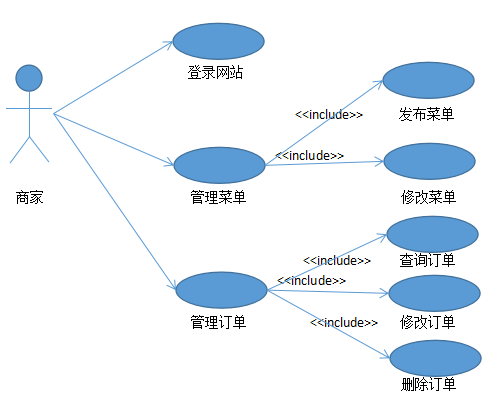 登录网站
<<include>>
发布菜单
<<include>>
商家
管理菜单
修改菜单
<<include>>
查询订单
<<include>>
管理订单
<<include>>
修改订单
删除订单